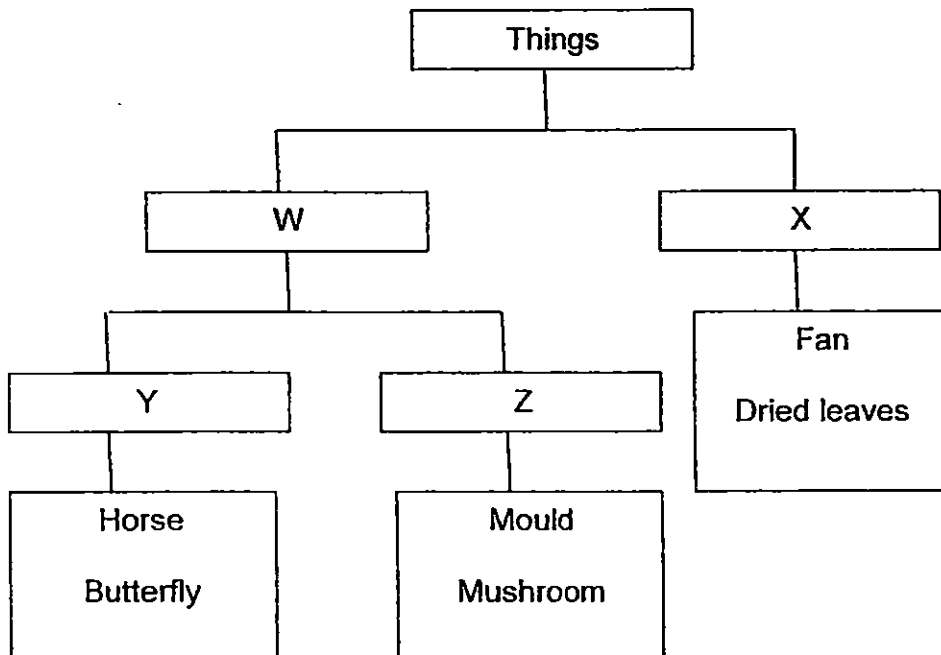 Things
W
X
Fan
Dried leaves
Y
Z
Horse
Butterfly
Mould
Mushroom